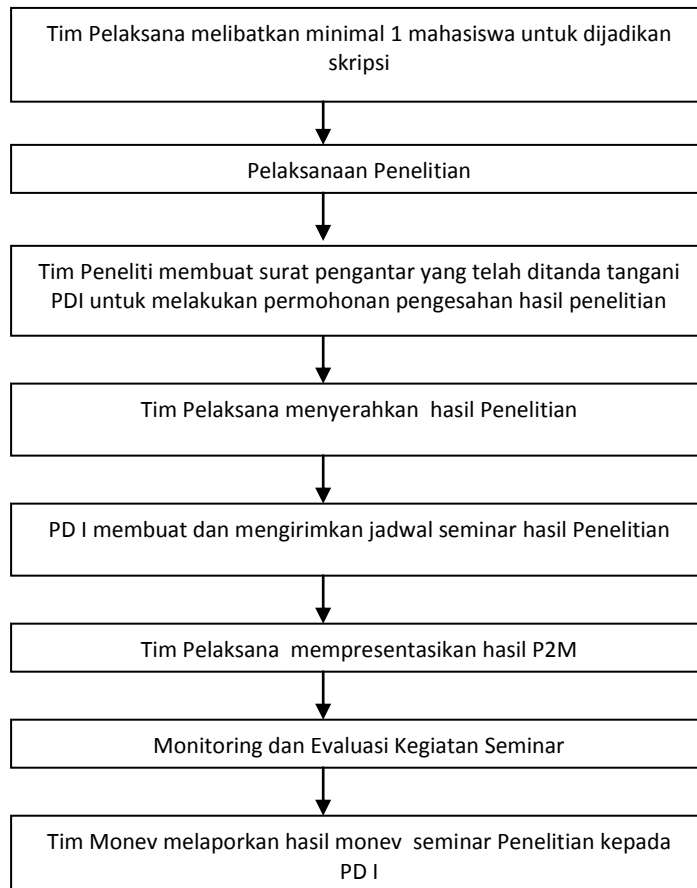 Tim Pelaksana melibatkan minimal 1 mahasiswa untuk dijadikan
skripsi
Pelaksanaan Penelitian
Tim Peneliti membuat surat pengantar yang telah ditanda tangani
PDI untuk melakukan permohonan pengesahan hasil penelitian
Tim Pelaksana menyerahkan hasil Penelitian
PD I membuat dan mengirimkan jadwal seminar hasil Penelitian
Tim Pelaksana mempresentasikan hasil P2M
Monitoring dan Evaluasi Kegiatan Seminar
Tim Monev melaporkan hasil monev seminar Penelitian kepada
PD I